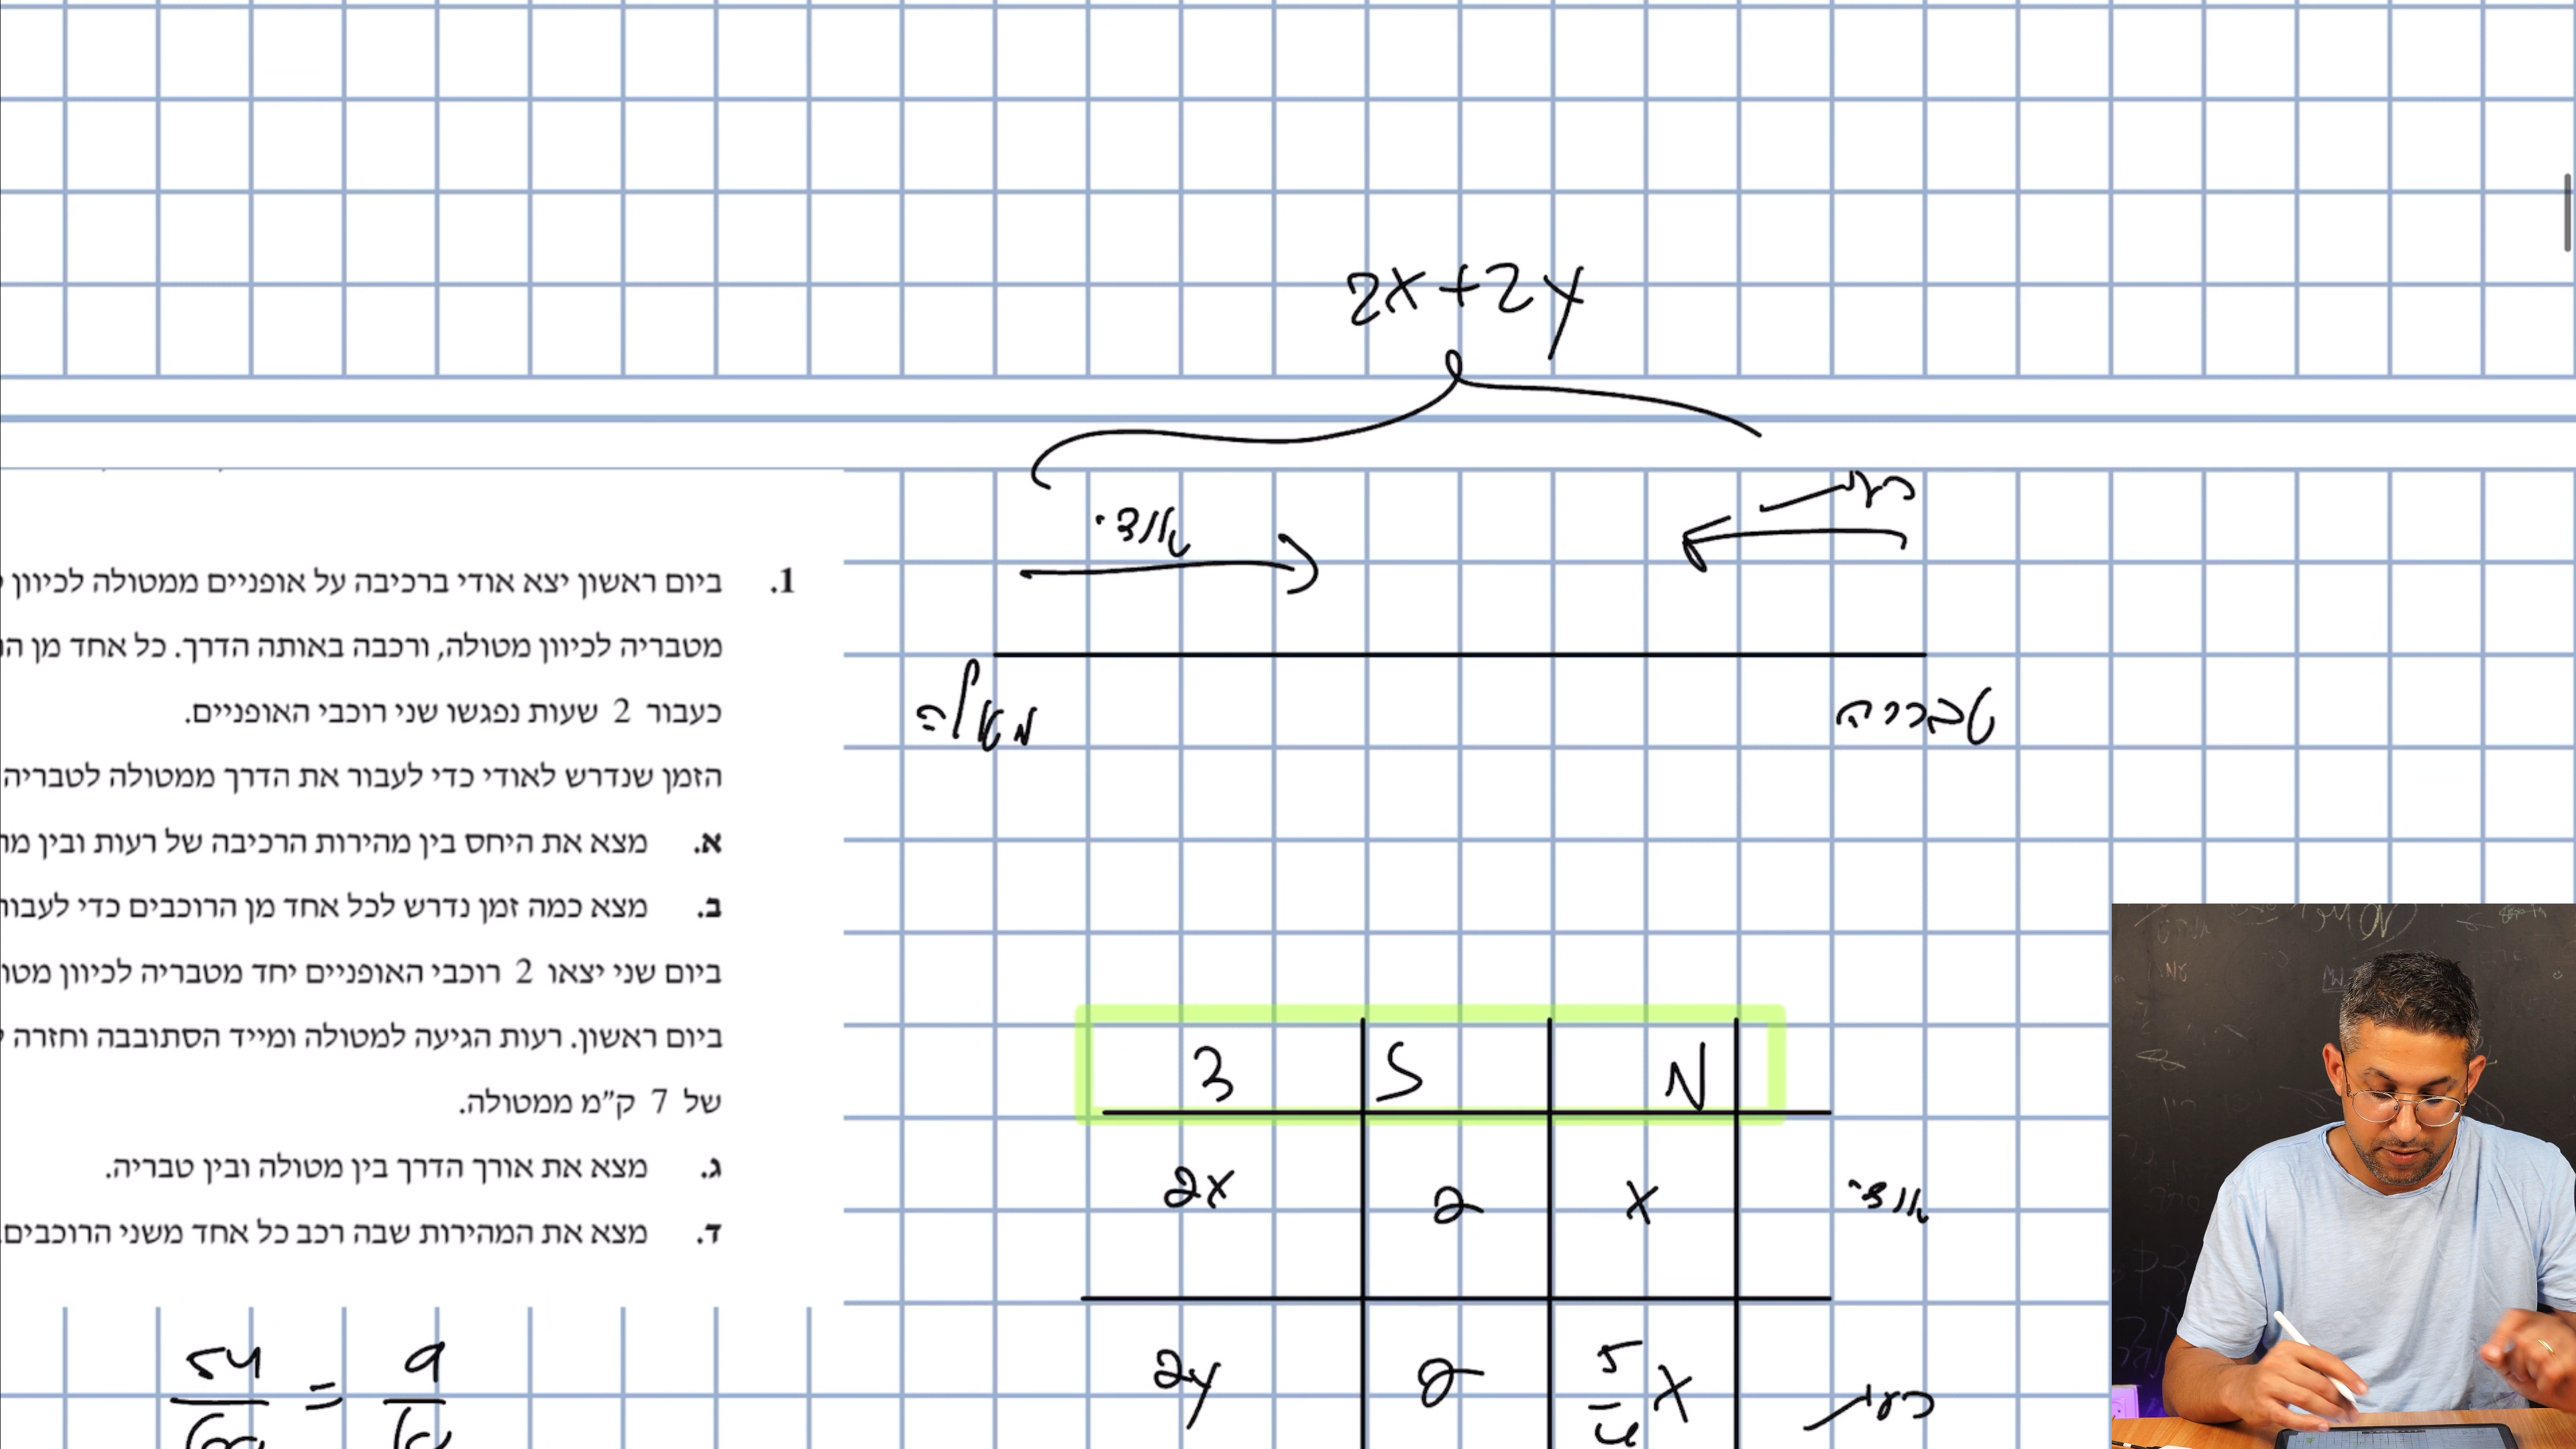 2x+2y
אודי
רעות
מטולה
טבריה
1. ביום ראשון יצא אודי ברכיבה על אופניים ממטולה לכיוון
מטבריה לכיוון מטולה, ורכבה באותה הדרך. כל אחד מן
כעבור 2 שעות נפגשו שני רוכבי האופניים.
הזמן שנדרש לאודי כדי לעבור את הדרך ממטולה לטבריה
א. מצא את היחס בין מהירות הרכיבה של רעות ובין
ב. מצא כמה זמן נדרש לכל אחד מן הרוכבים כדי לעבור
ביום שני יצאו 2 רוכבי האופניים יחד מטבריה לכיוון
ביום ראשון. רעות הגיעה למטולה ומייד הסתובבה וחזרה
של 7 ק"מ ממטולה.
ג. מצא את אורך הדרך בין מטולה ובין טבריה.
ד. מצא את המהירות שבה רכב כל אחד משני הרוכבים.
54 = 9
3 S N
2x 2 x אודי
2y 2 5/4 x רעות